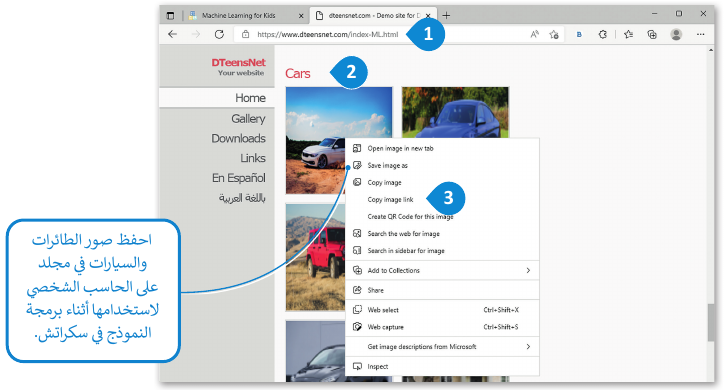 Machine Learning for Kids
dteensnet.com - Demo site for D
https://www.dteensnet.com/index-ML.html
1
DTeensNet
Your website
Home
Gallery
Downloads
Links
En Español
باللغة العربية
Cars
2
Open image in new tab
Save image as
Copy image
Copy image link
3
Create QR Code for this image
Search the web for image
Search in sidebar for image
Add to Collections
Share
Web select Ctrl+Shift+X
Web capture Ctrl+Shift+S
Get image descriptions from Microsoft
Inspect
احفظ صور الطائرات
والسيارات في مجلد
على الحاسب الشخصي
لاستخدامها أثناء برمجة
النموذج في سكراتش.